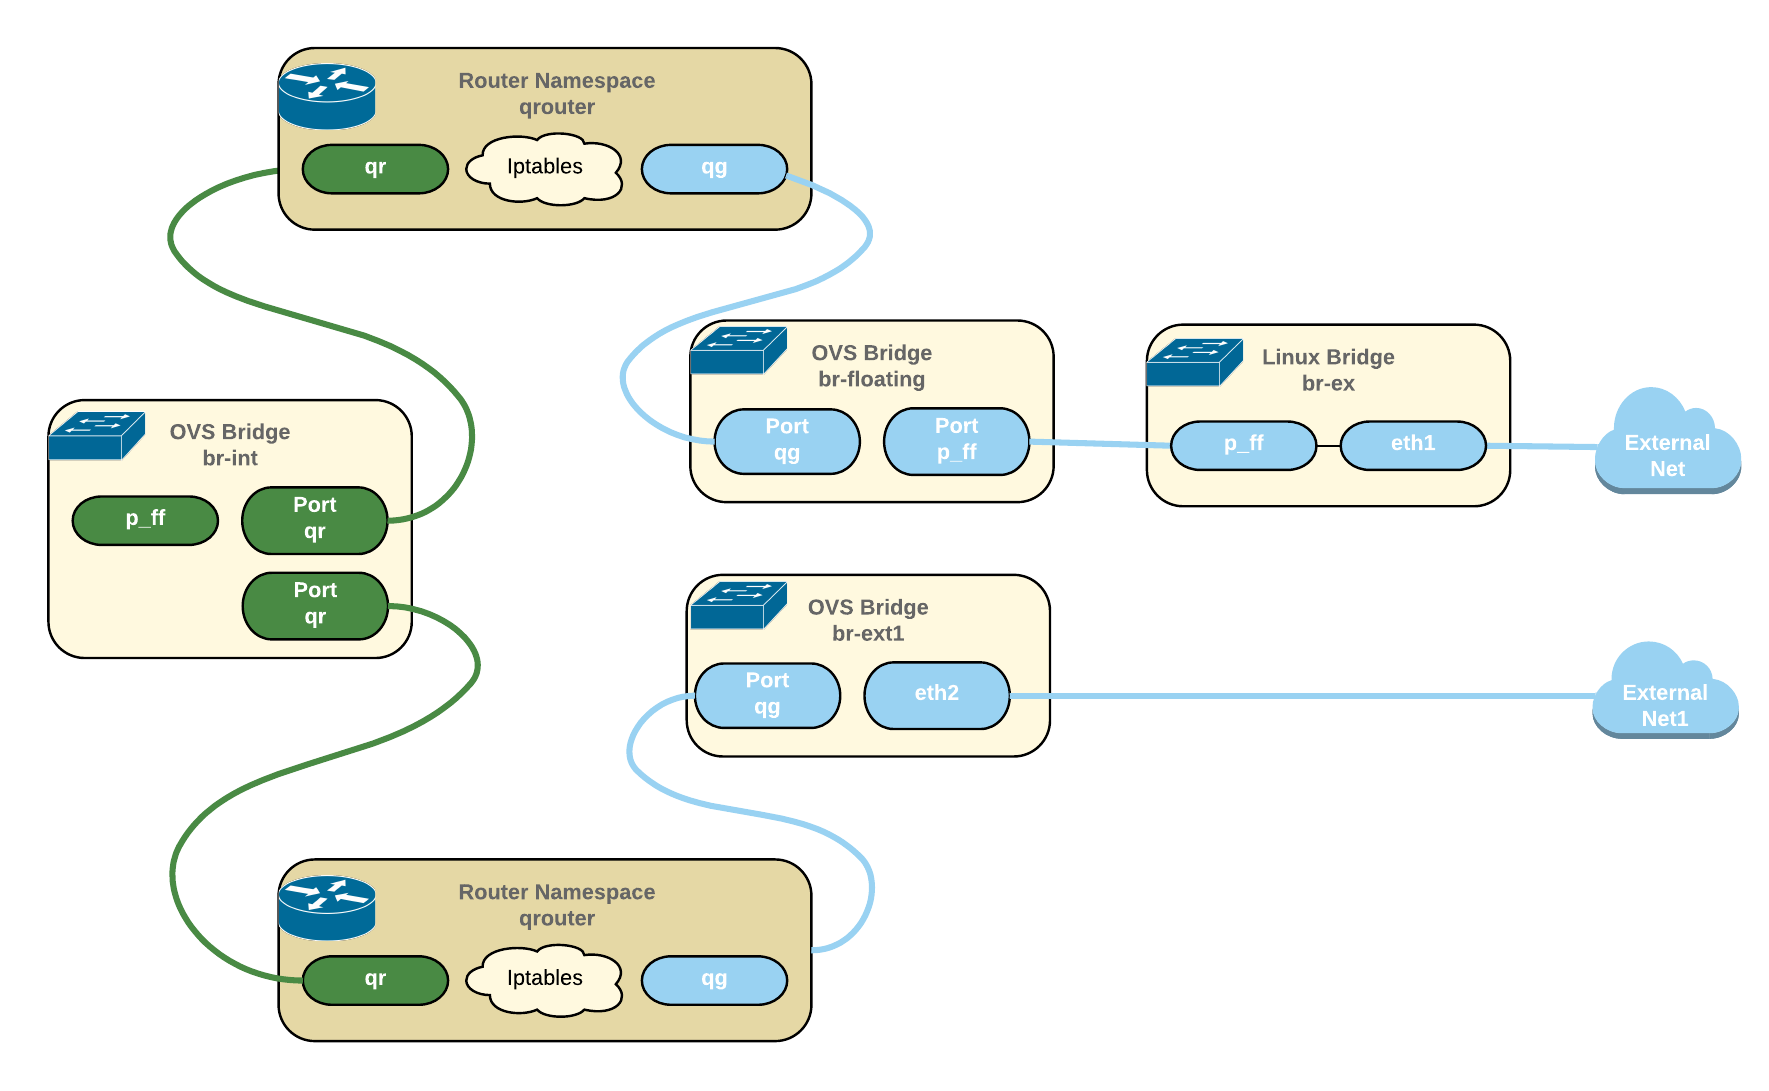 Router Namespace
qrouter
qr
Iptables
qg
OVS Bridge
br-floating
Port
qg
Port
p_ff
Linux Bridge
br-ex
p_ff
eth1
External
Net
OVS Bridge
br-int
p_ff
Port
qr
Port
qr
OVS Bridge
br-ext1
Port
qg
eth2
External
Net1
Router Namespace
qrouter
qr
Iptables
qg